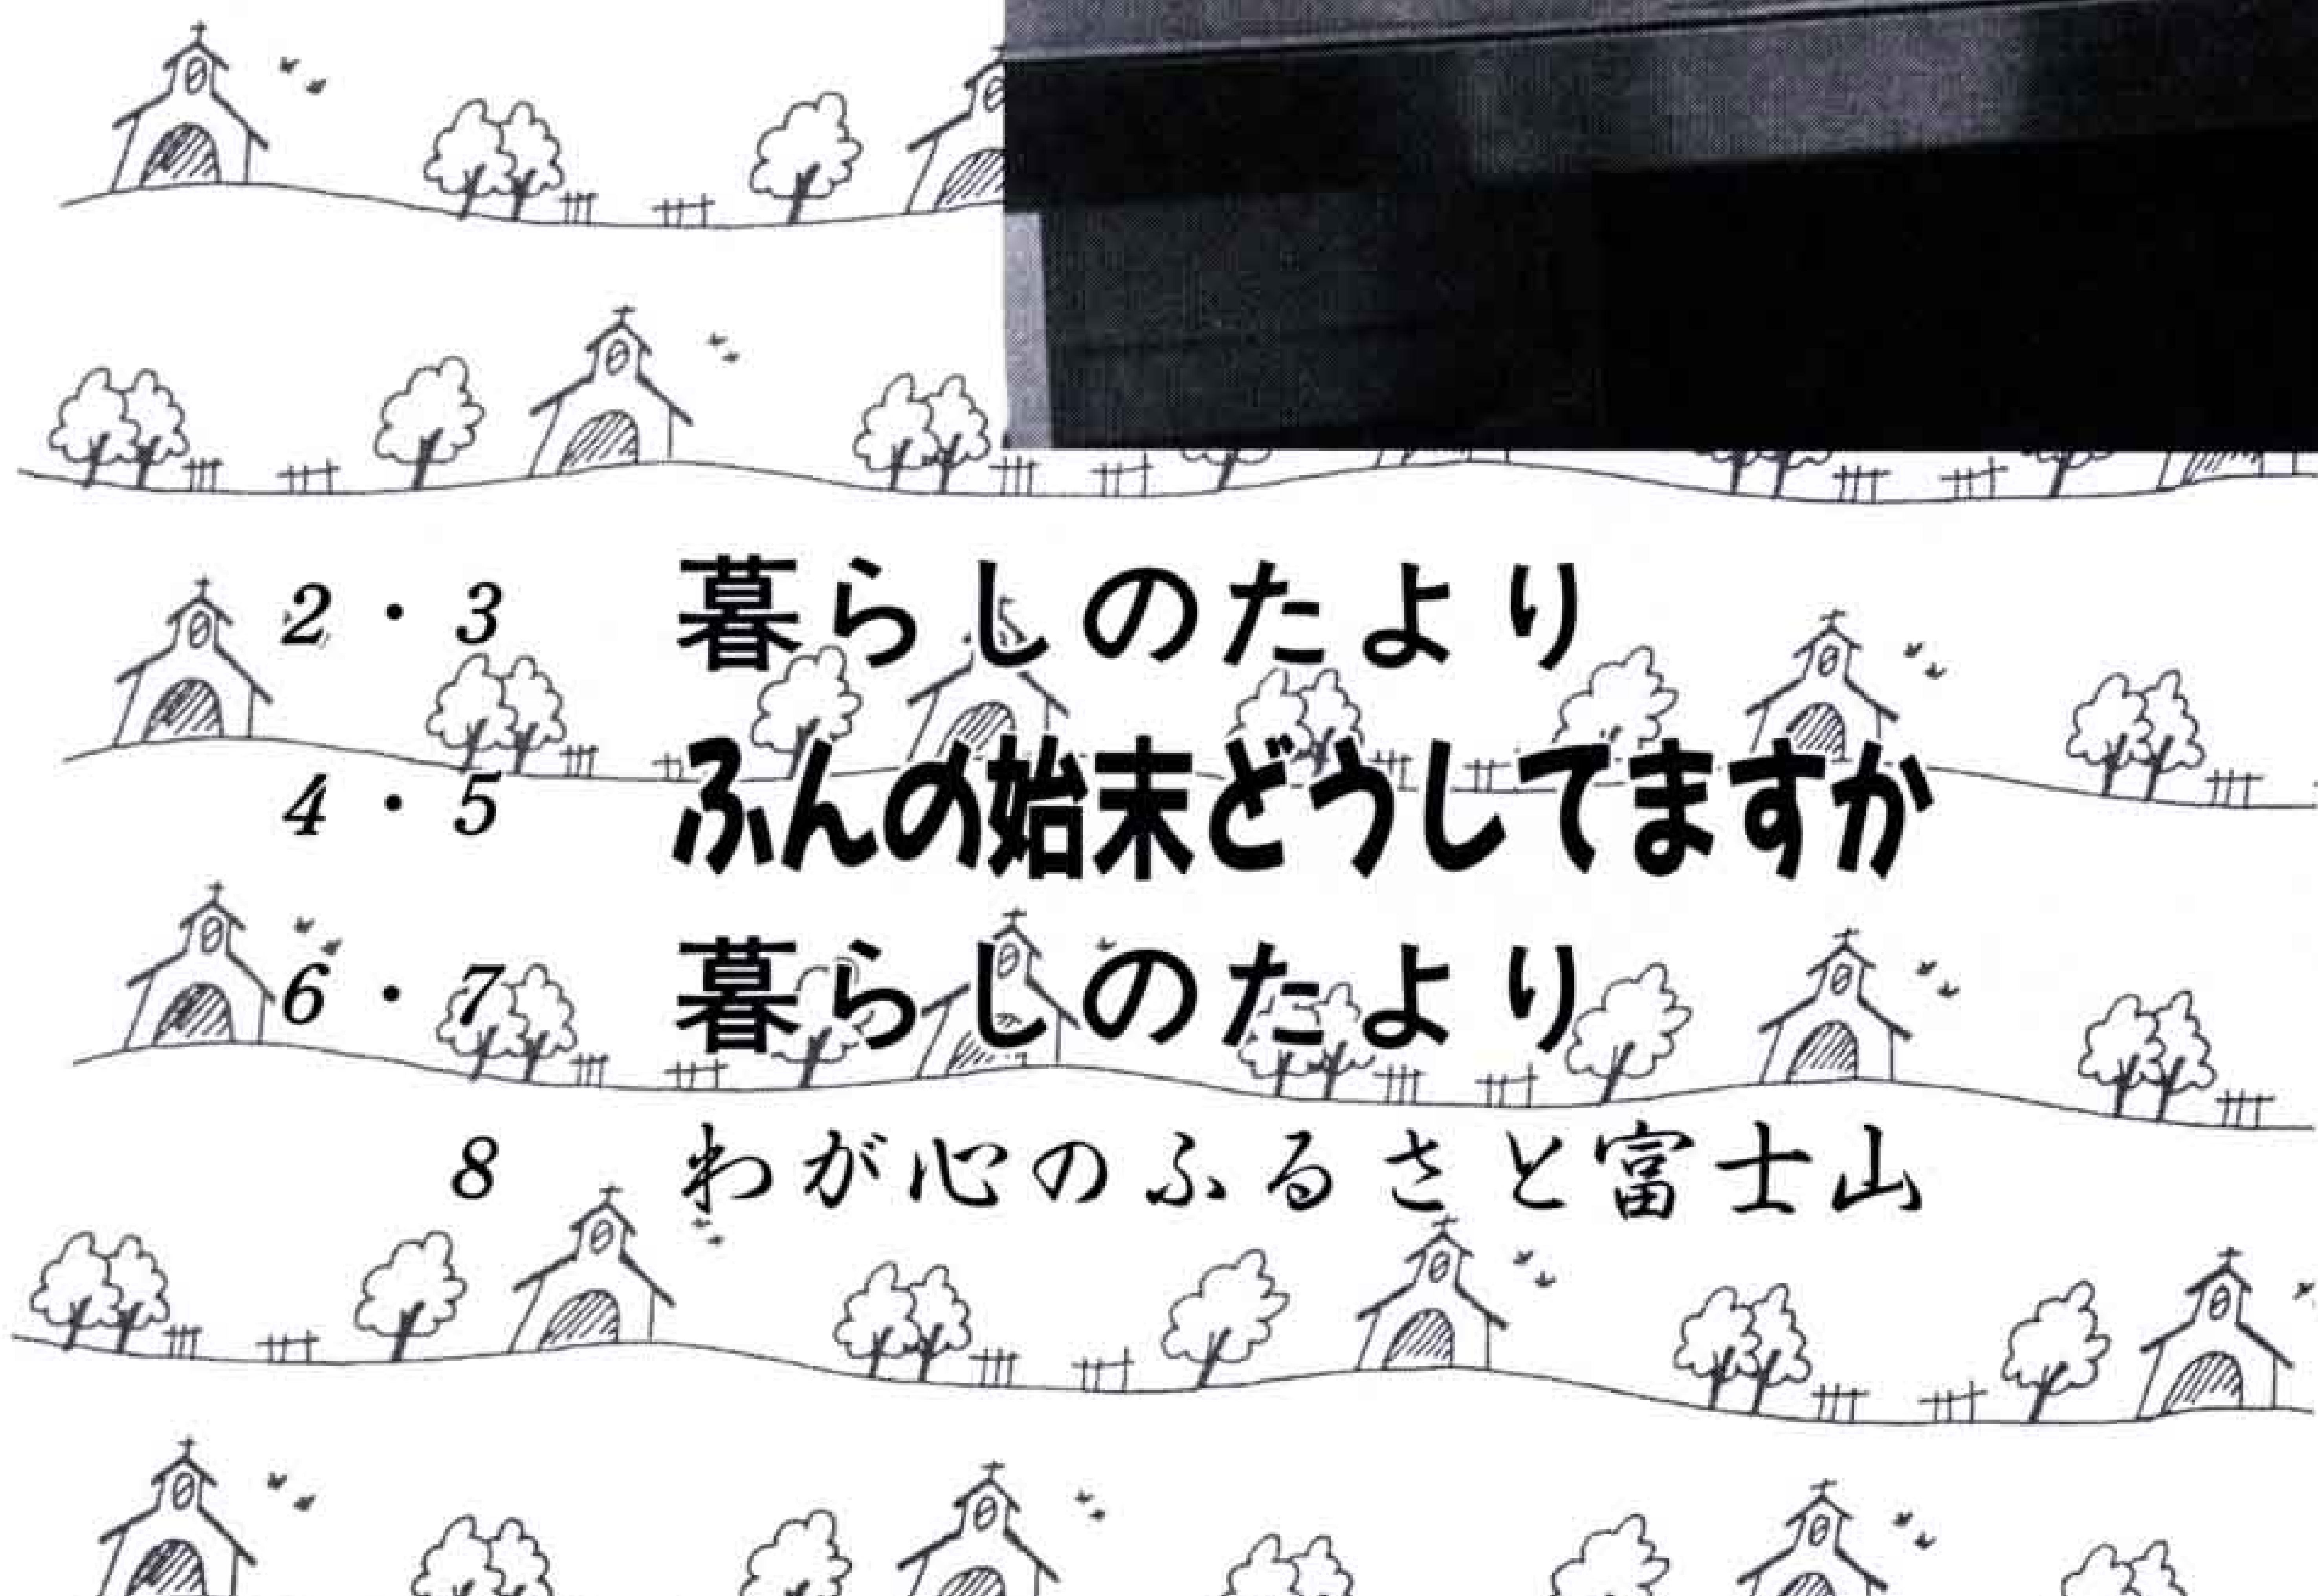 2・3 暮らしのたより
4・5 ふんの始末どうしてますか
6・7 暮らしのたより
8 わが心のふるさと富士山